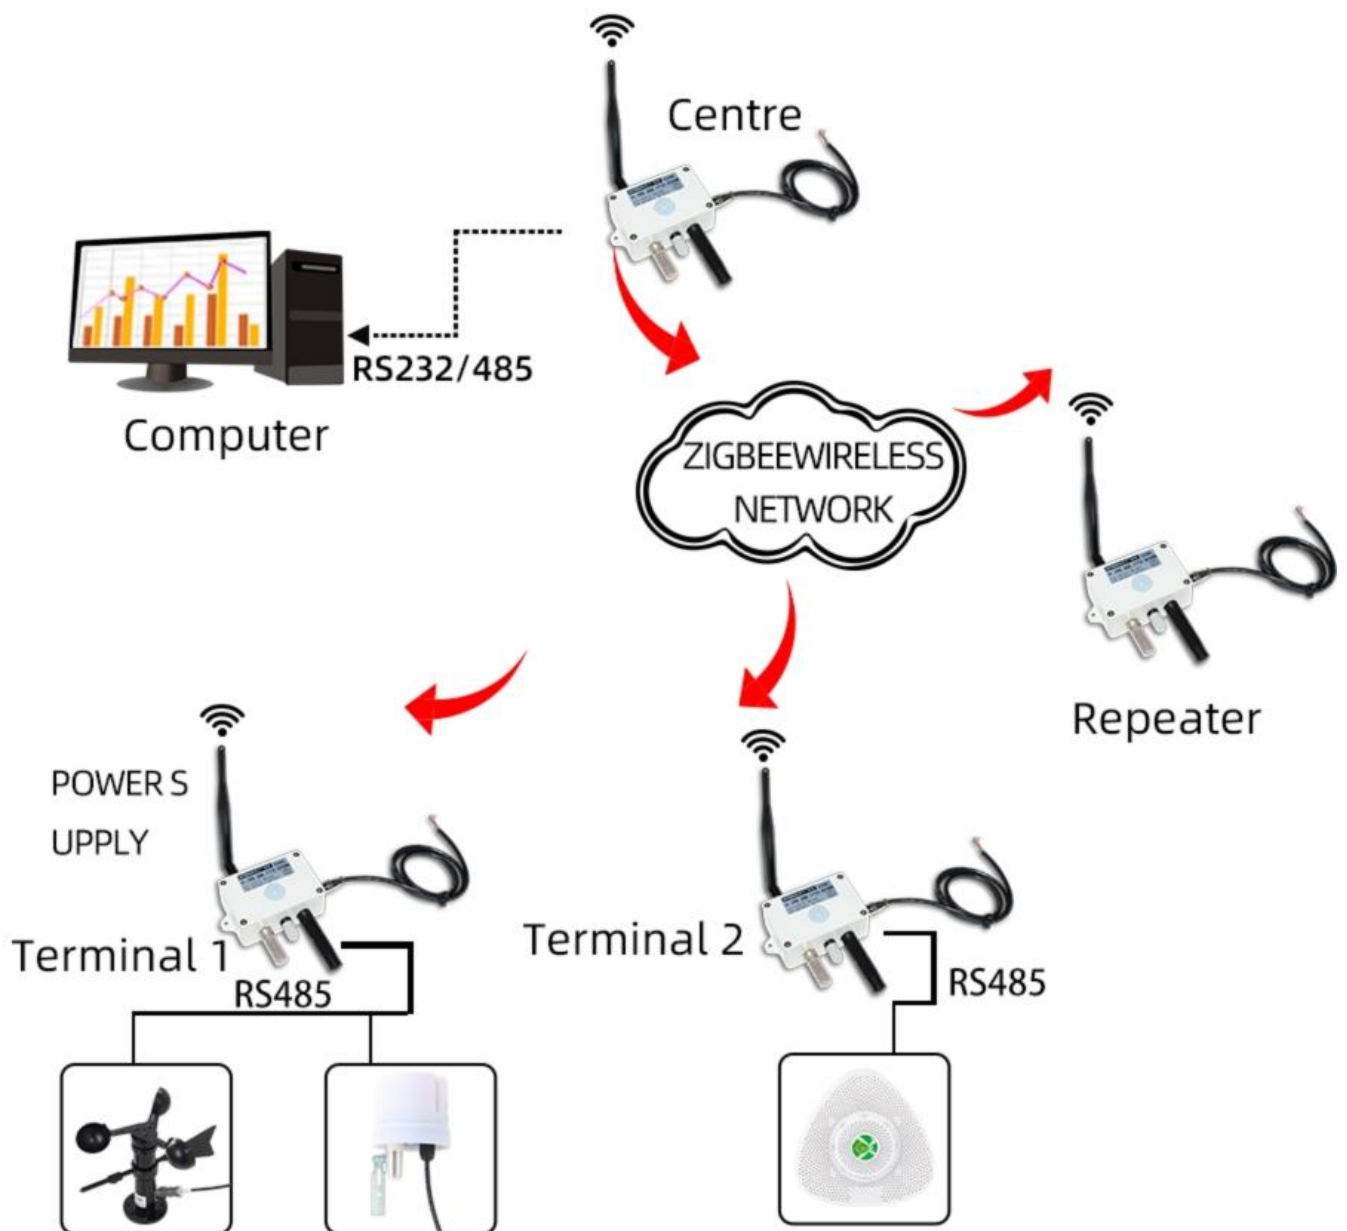 Centre
RS232/485
Computer
ZIGBEEWIRELESS
NETWORK
Repeater
POWER S
UPPLY
Terminal 1
RS485
Terminal 2
RS485